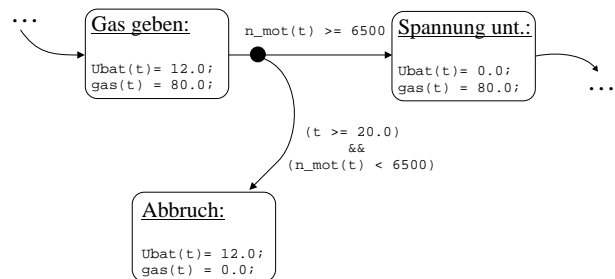 ...
Gas geben:
Ubat(t)= 12.0;
gas(t) = 80.0;
n_mot(t) >= 6500
Spannung unt.:
Ubat(t)= 0.0;
gas(t) = 80.0;
...
(t >= 20.0)
&&
(n_mot(t) < 6500)
Abbruch:
Ubat(t)= 12.0;
gas(t) = 0.0;